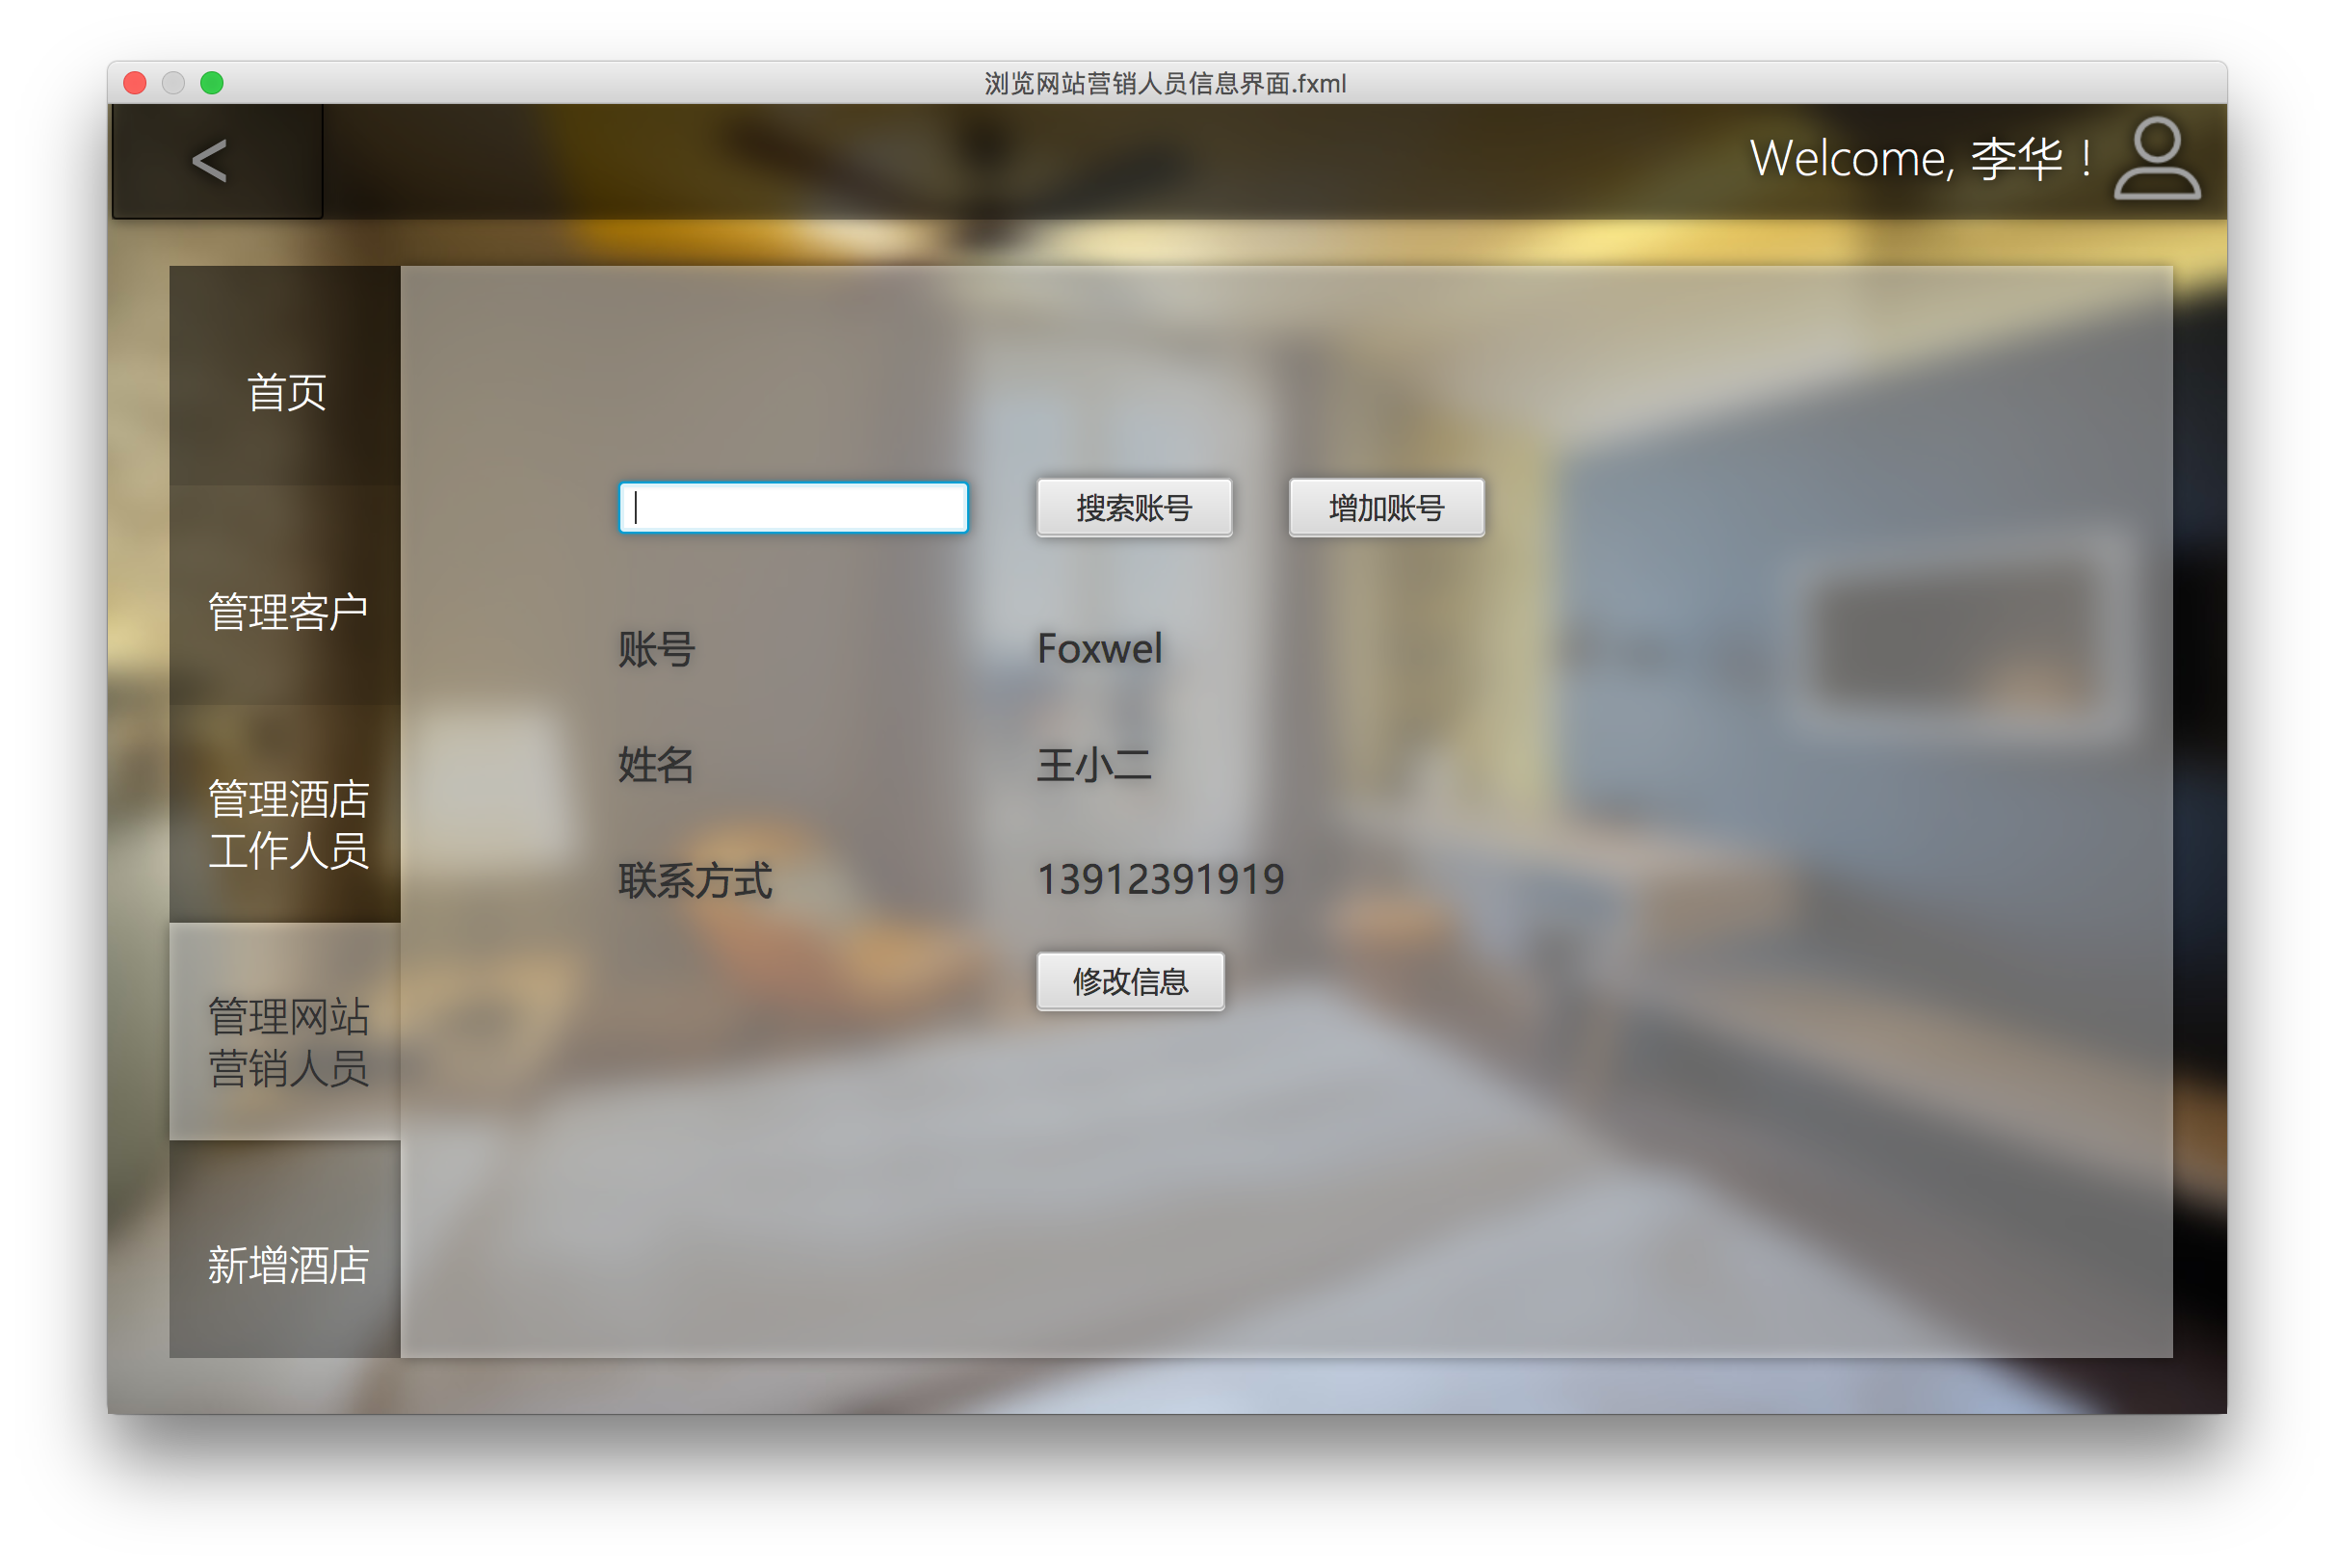 浏览网站营销人员信息界面.fxml
<
Welcome, 李华！
首页
管理客户
管理酒店
工作人员
管理网站
营销人员
新增酒店
搜索账号
增加账号
账号
Foxwel
姓名
王小二
联系方式
13912391919
修改信息